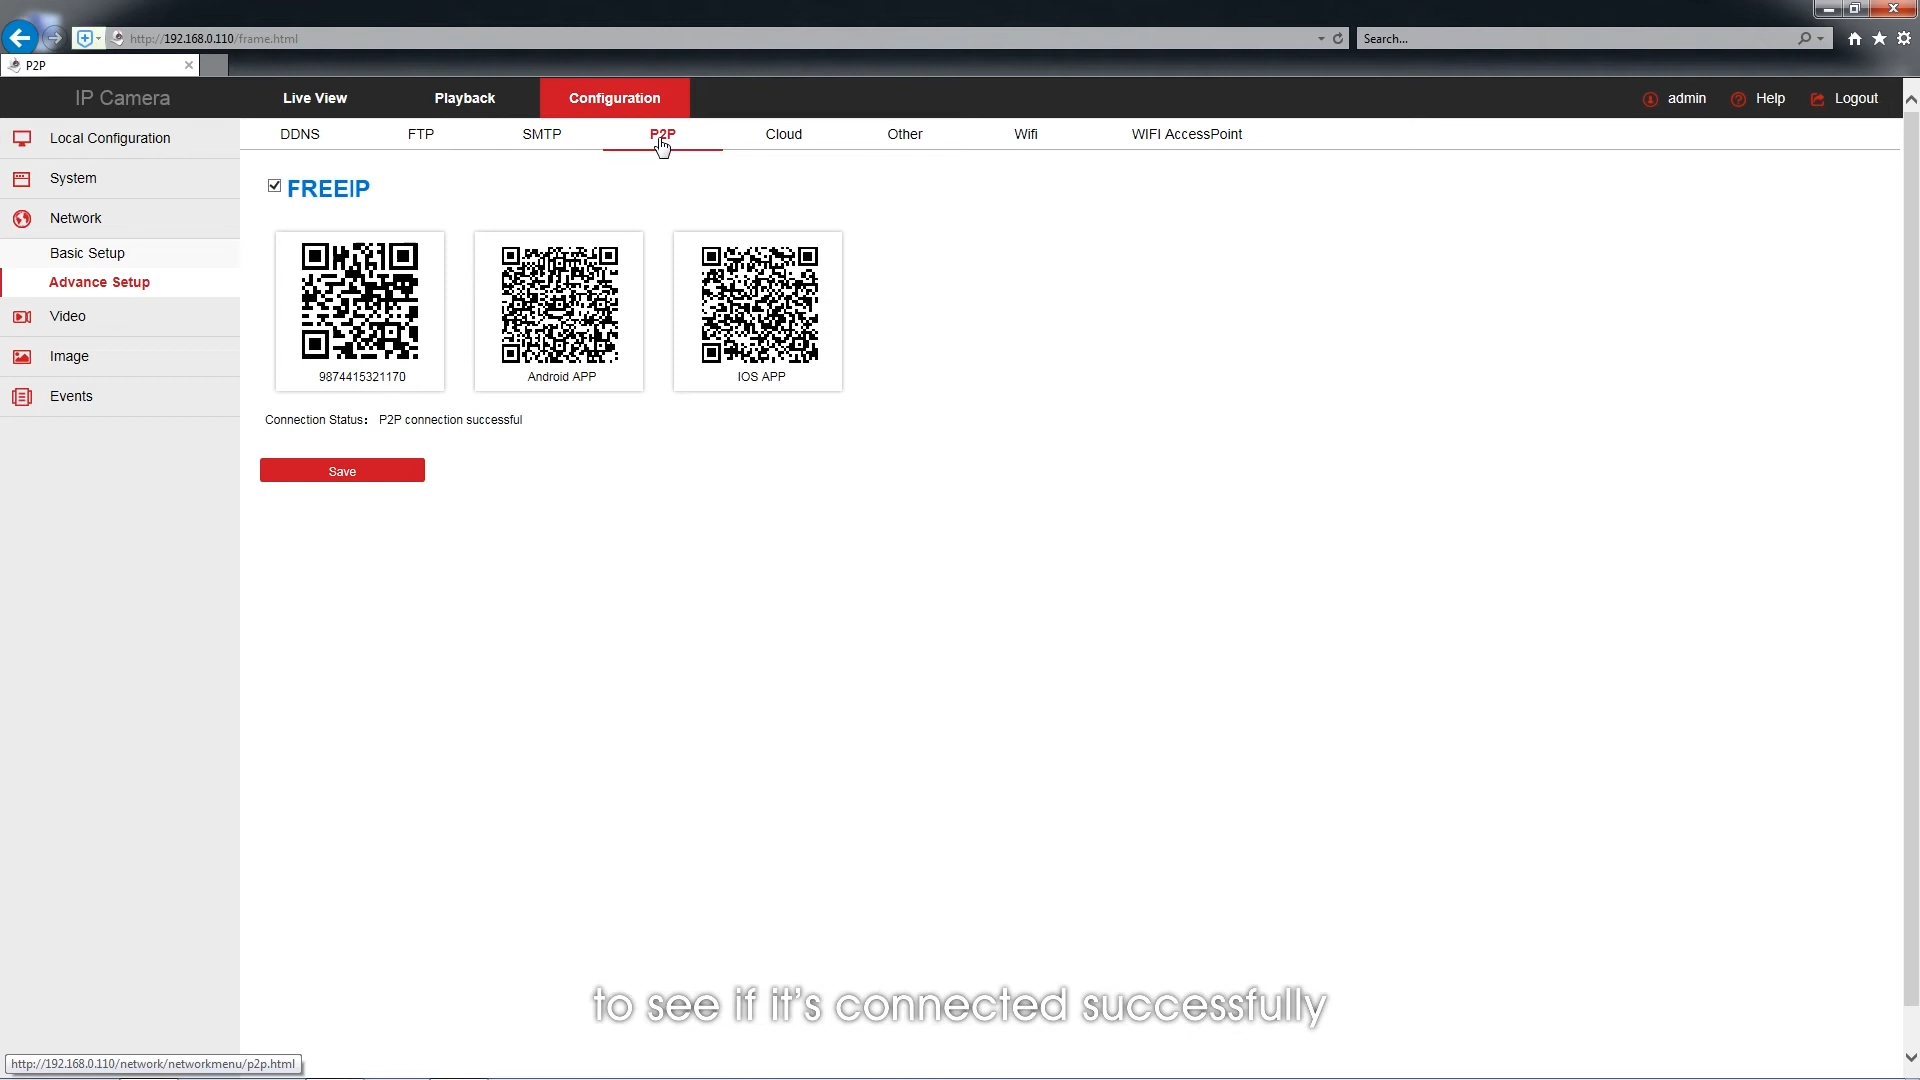 http://192.168.0.110/frame.html
Search...
P2P
IP Camera
Live View
Playback
Configuration
admin
Help
Logout
DDNS
FTP
SMTP
P2P
Cloud
Other
Wifi
WIFI AccessPoint
Local Configuration
System
Network
Basic Setup
Advance Setup
Video
Image
Events
FREEIP
9874415321170
Android APP
IOS APP
Connection Status: P2P connection successful
Save
to see if it's connected successfully
http://192.168.0.110/network/networkmenu/p2p.html